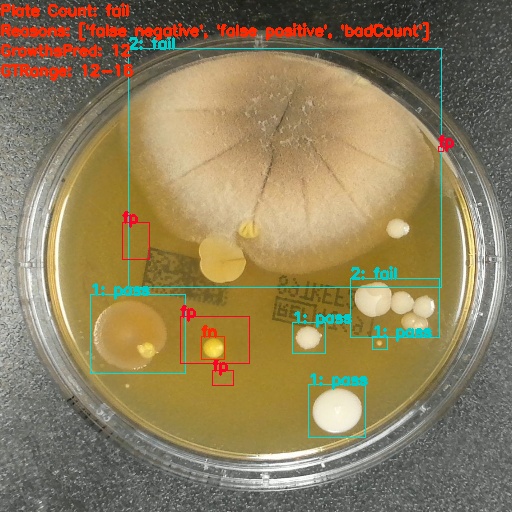 Plate Count: fail
Reasons: ['false negative', 'false positive', 'badCount']
GrowthsPred: 12
2: fail
GTRange: 12-18
fp
fp
2: fail
1: pass
fp
1: pass
fn
1: pass
fp
1: pass